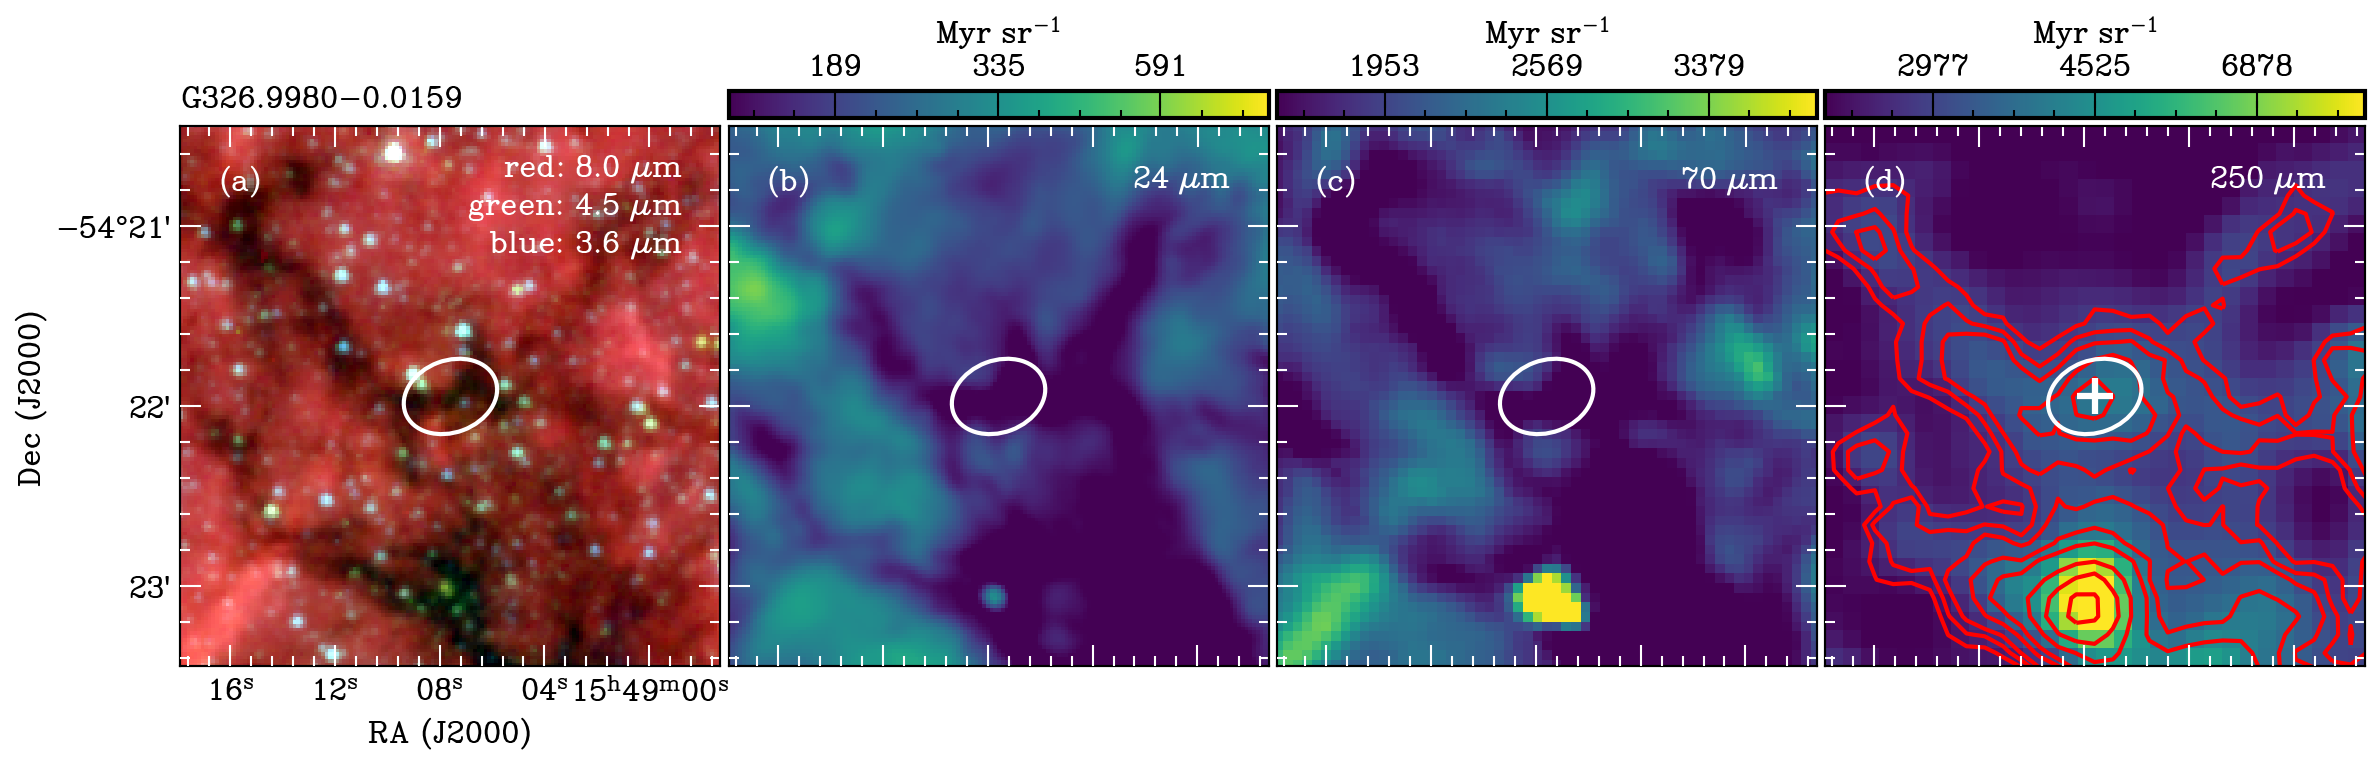 Myr sr⁻¹
189 335 591
Myr sr⁻¹
1953 2569 3379
Myr sr⁻¹
2977 4525 6878
G326.9980−0.0159
(a)
red: 8.0 μm
green: 4.5 μm
blue: 3.6 μm
(b)
24 μm
(c)
70 μm
(d)
250 μm
−54°21'
22'
23'
Dec (J2000)
16ˢ 12ˢ 08ˢ 04ˢ 15ʰ49ᵐ00ˢ
RA (J2000)